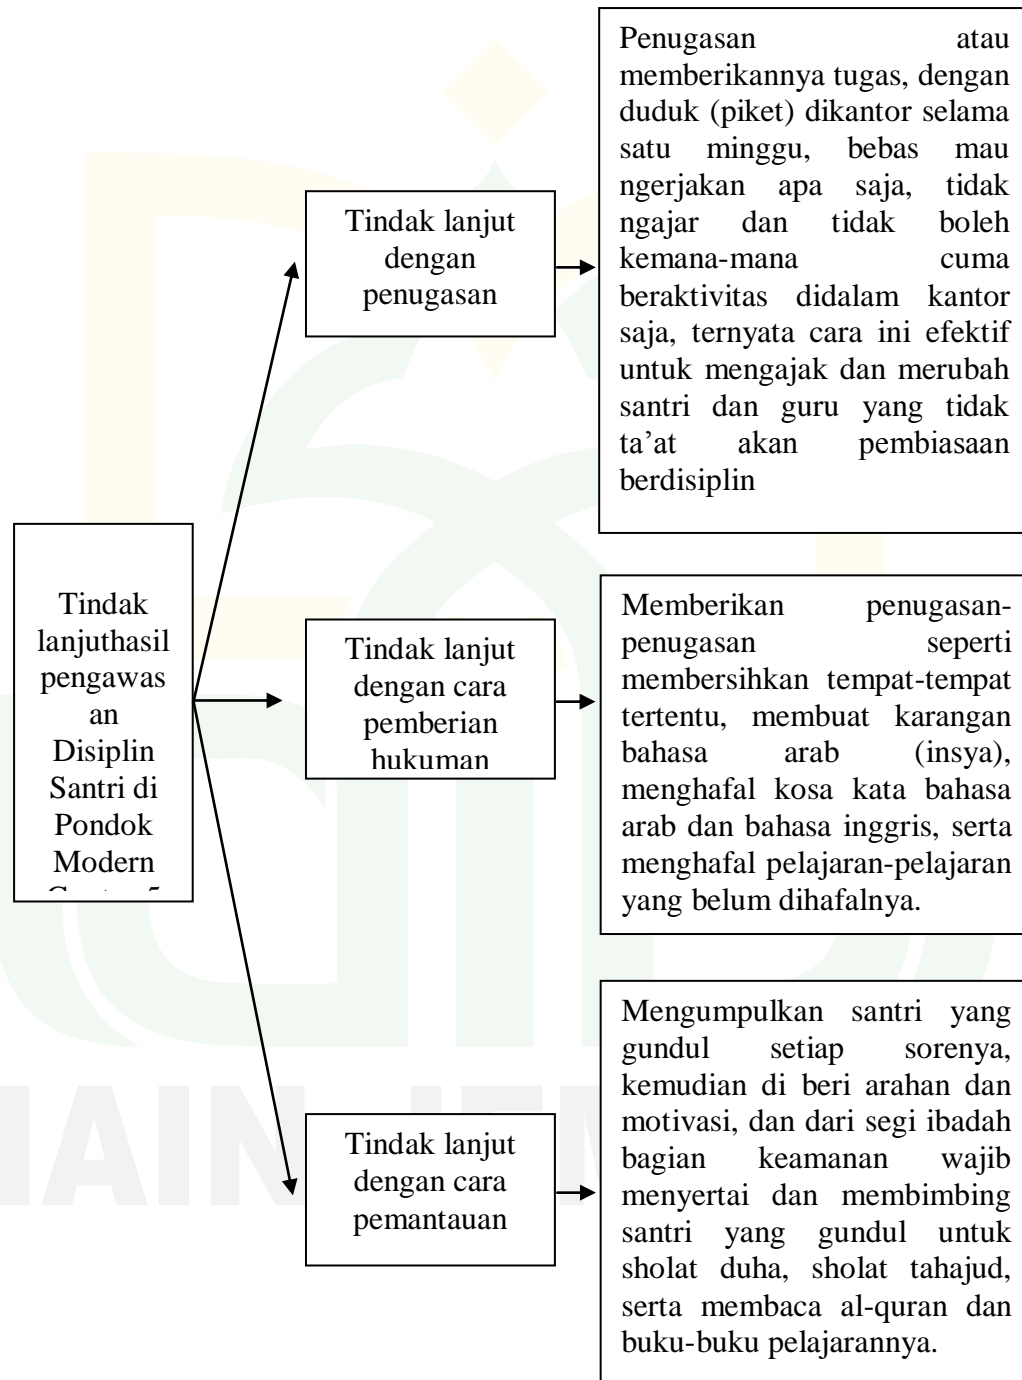 Penugasan atau
memberikannya tugas, dengan
duduk (piket) dikantor selama
satu minggu, bebas mau
ngerjakan apa saja, tidak
ngajar dan tidak boleh
kemana-mana cuma
beraktivitas didalam kantor
saja, ternyata cara ini efektif
untuk mengajak dan merubah
santri dan guru yang tidak
ta’at akan pembiasaan
berdisiplin
Tindak lanjut
dengan
penugasan
Tindak
lanjuthasil
pengawas
an
Disiplin
Santri di
Pondok
Modern
Tindak lanjut
dengan cara
pemberian
hukuman
Memberikan penugasan-
penugasan seperti
membersihkan tempat-tempat
tertentu, membuat karangan
bahasa arab (insya),
menghafal kosa kata bahasa
arab dan bahasa inggris, serta
menghafal pelajaran-pelajaran
yang belum dihafalnya.
Tindak lanjut
dengan cara
pemantauan
Mengumpulkan santri yang
gundul setiap sorenya,
kemudian di beri arahan dan
motivasi, dan dari segi ibadah
bagian keamanan wajib
menyertai dan membimbing
santri yang gundul untuk
sholat duha, sholat tahajud,
serta membaca al-quran dan
buku-buku pelajarannya.